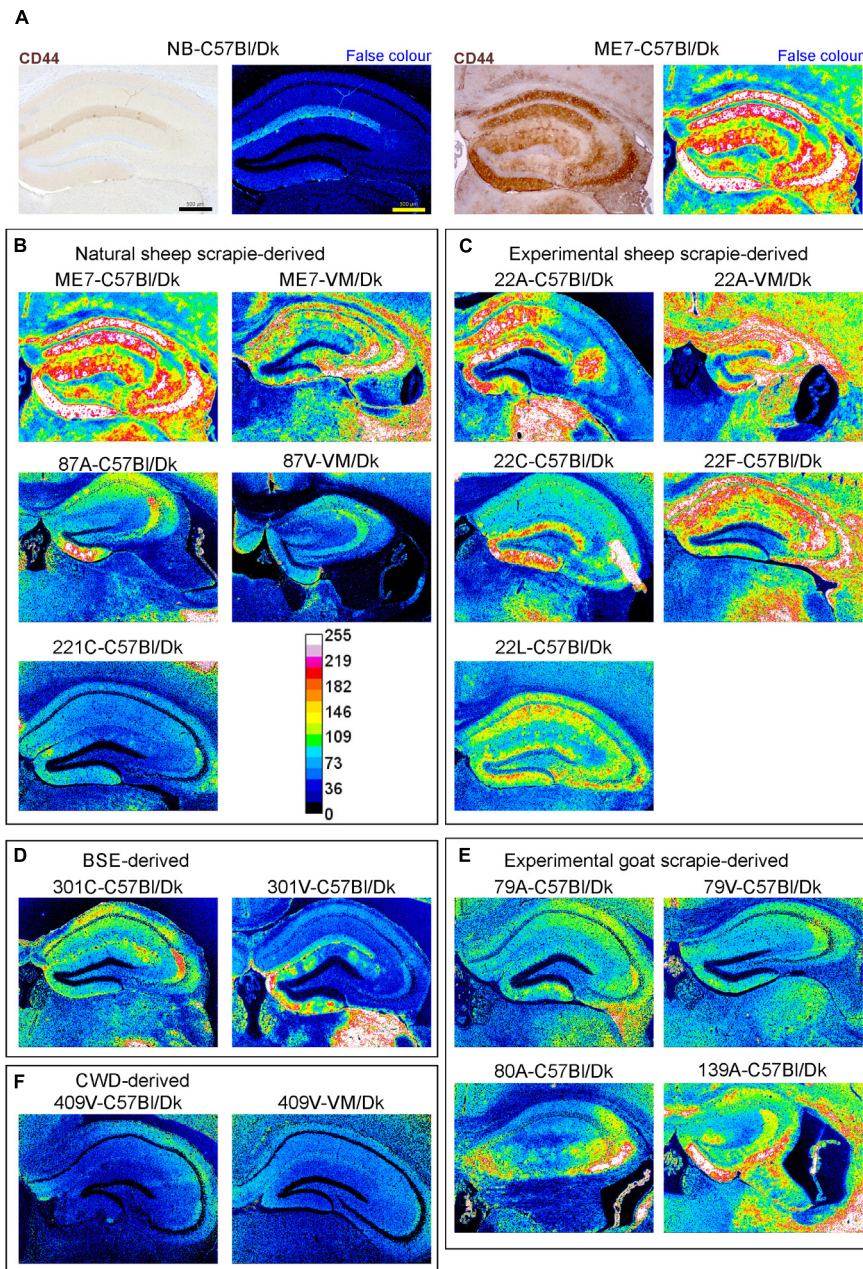 A
NB-C57Bl/Dk
ME7-C57Bl/Dk
CD44
False colour
CD44
False colour
500 µm
500 µm
B
Natural sheep scrapie-derived
ME7-C57Bl/Dk
ME7-VM/Dk
87A-C57Bl/Dk
87V-VM/Dk
221C-C57Bl/Dk
255
219
182
146
109
73
36
0
C
Experimental sheep scrapie-derived
22A-C57Bl/Dk
22A-VM/Dk
22C-C57Bl/Dk
22F-C57Bl/Dk
22L-C57Bl/Dk
D
BSE-derived
301C-C57Bl/Dk
301V-C57Bl/Dk
E
Experimental goat scrapie-derived
79A-C57Bl/Dk
79V-C57Bl/Dk
80A-C57Bl/Dk
139A-C57Bl/Dk
F
CWD-derived
409V-C57Bl/Dk
409V-VM/Dk